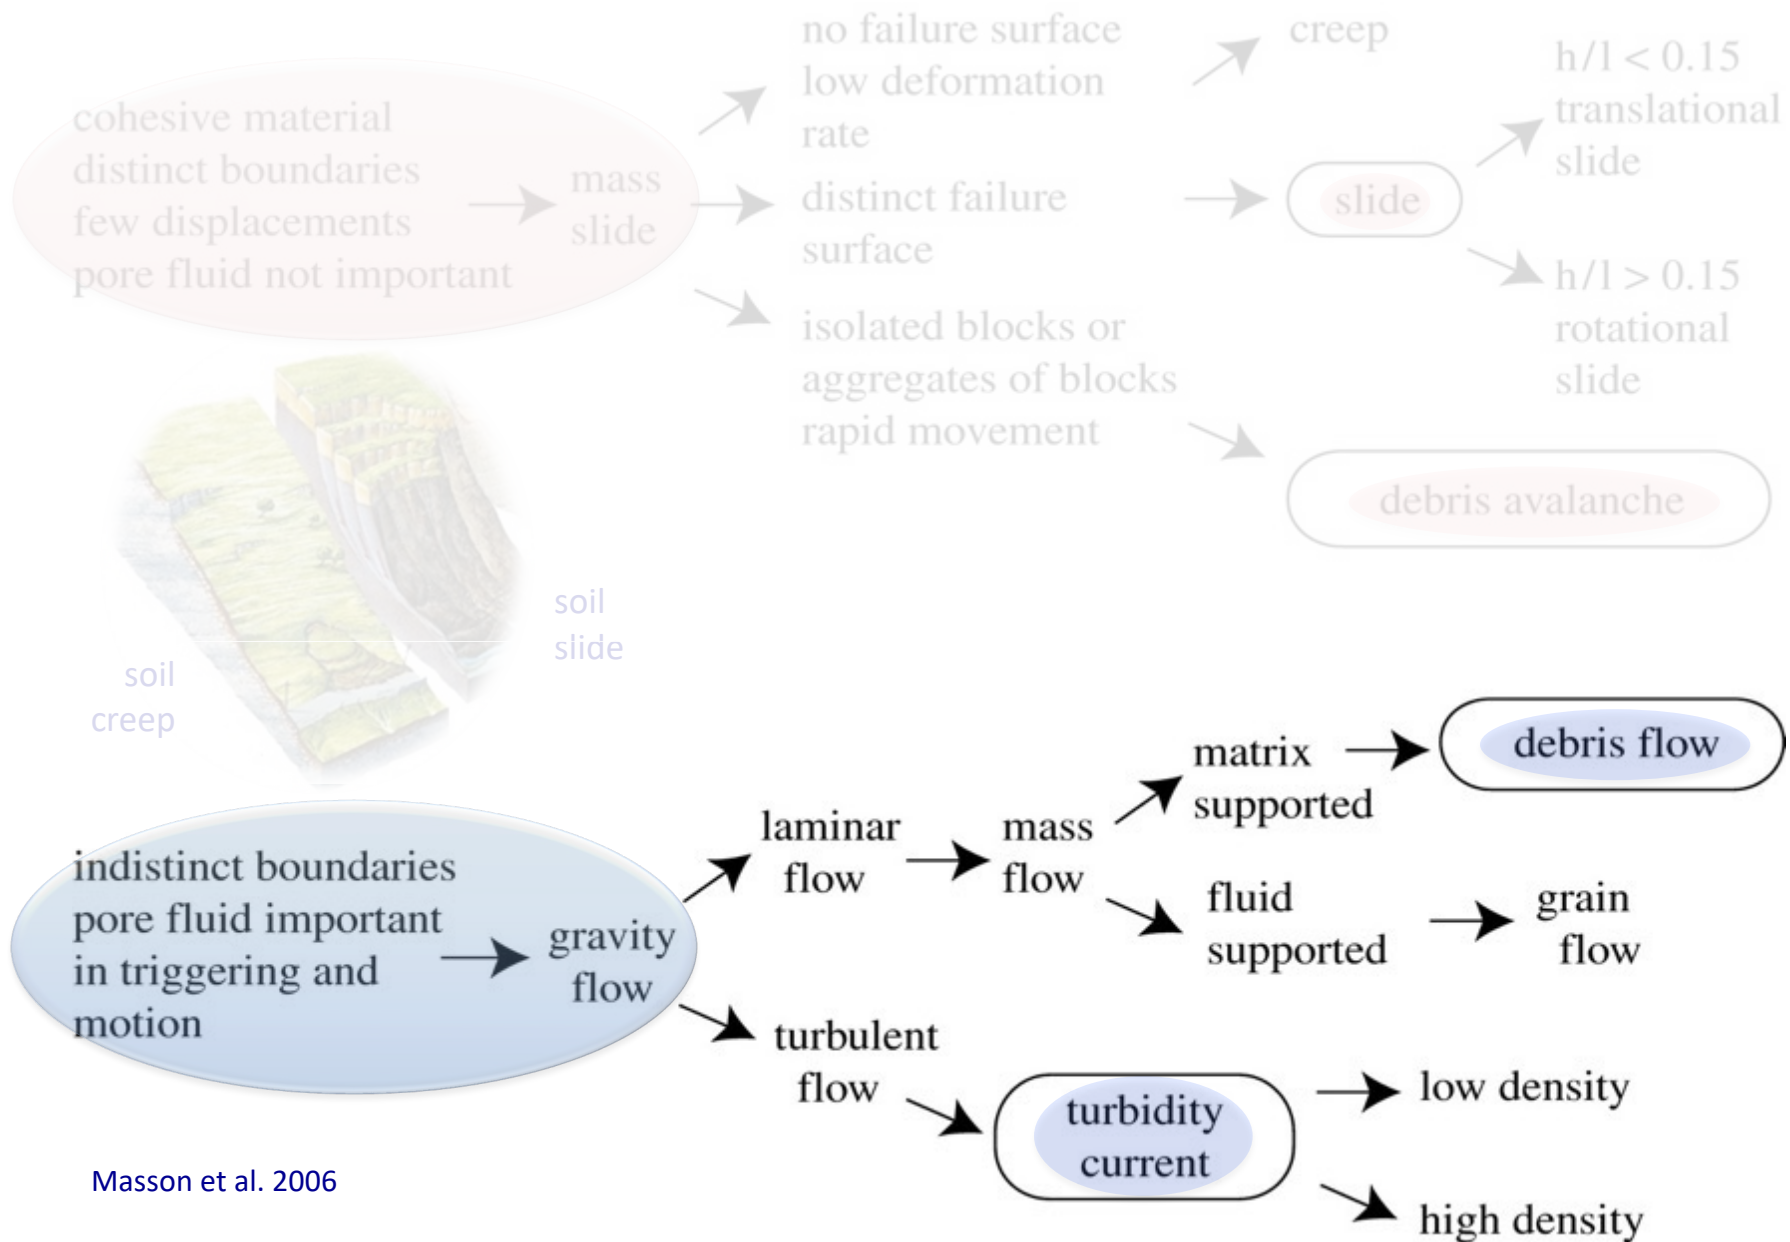 no failure surface
low deformation
rate
creep
h/l < 0.15
translational
slide
cohesive material
distinct boundaries
few displacements
pore fluid not important
mass
slide
distinct failure
surface
slide
h/l > 0.15
rotational
slide
isolated blocks or
aggregates of blocks
rapid movement
debris avalanche
soil
slide
soil
creep
indistinct boundaries
pore fluid important
in triggering and
motion
gravity
flow
laminar
flow
mass
flow
matrix
supported
debris flow
fluid
supported
grain
flow
turbulent
flow
turbidity
current
low density
high density
Masson et al. 2006